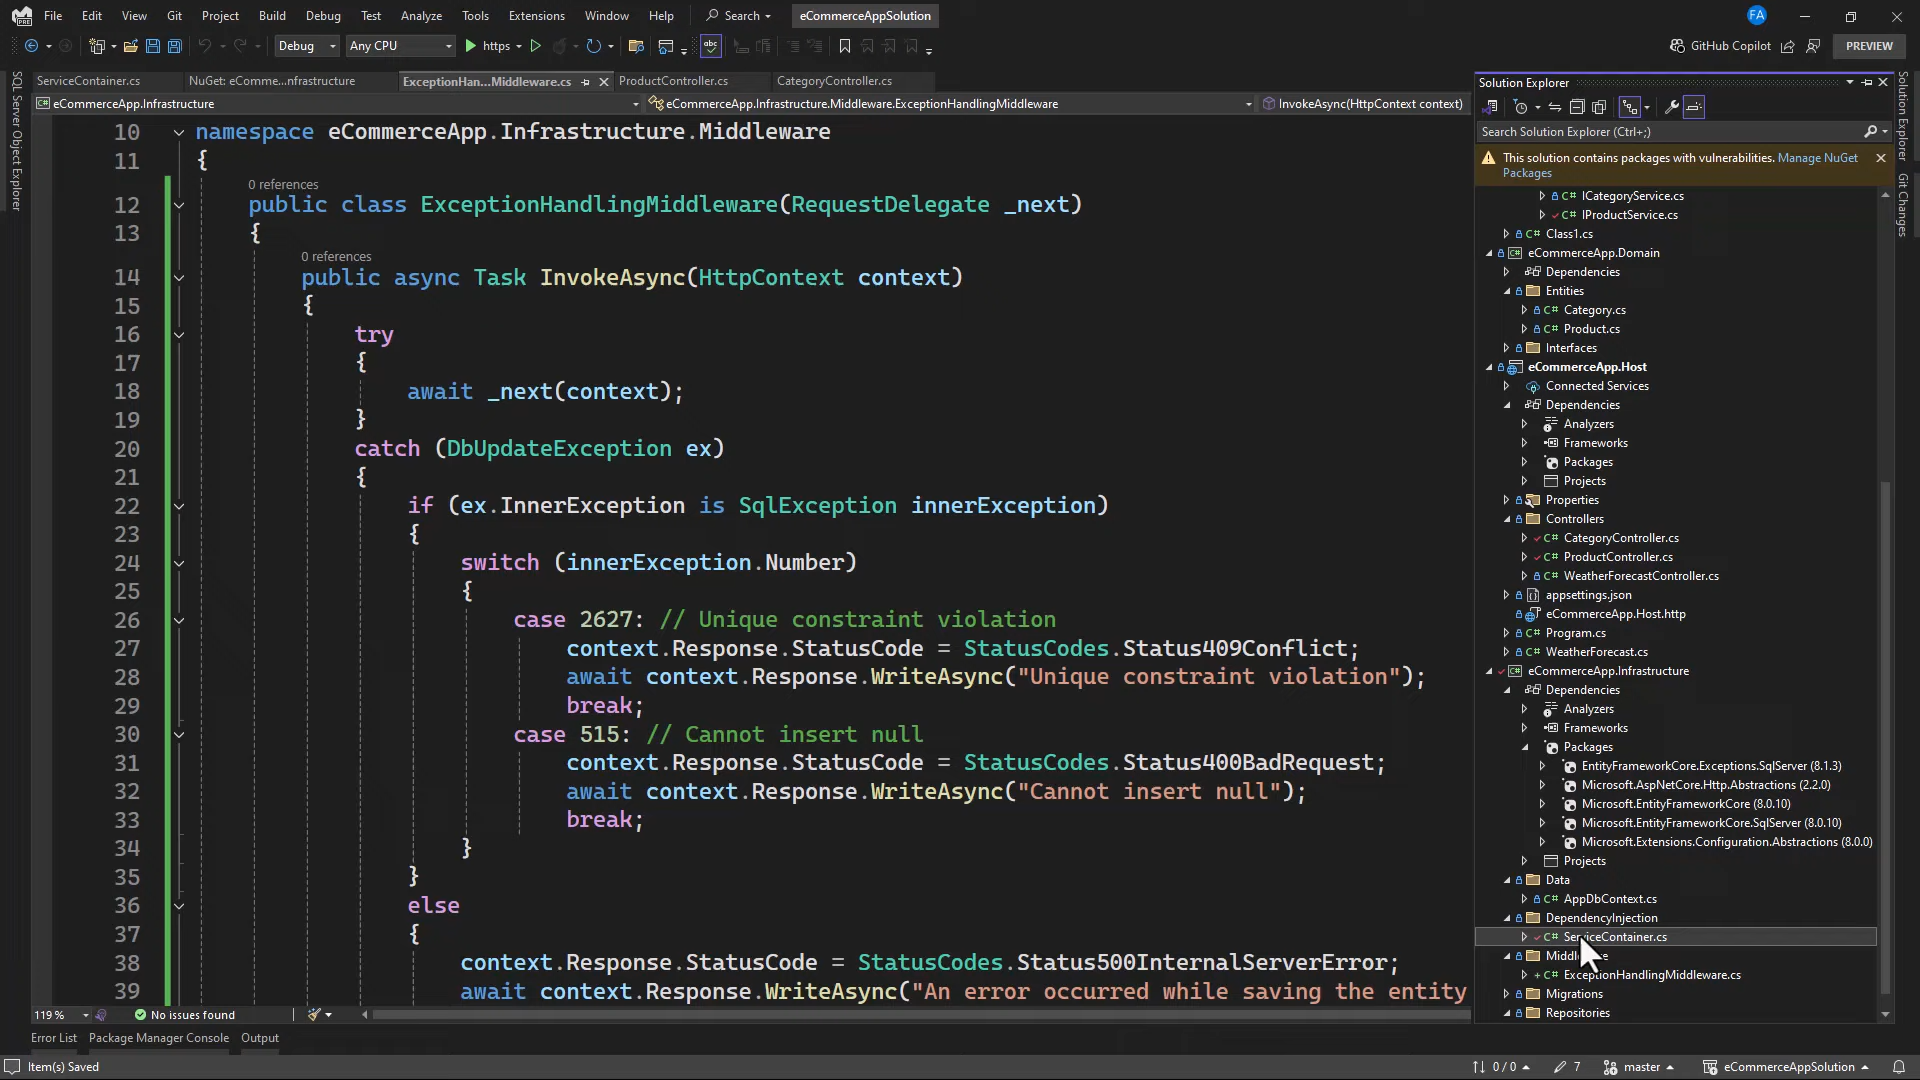 File Edit View Git Project Build Debug Test Analyze Tools Extensions Window Help Search eCommerceAppSolution FA
Debug Any CPU https abc GitHub Copilot PREVIEW
SQL Server Object Explorer
ServiceContainer.cs NuGet: eComme...nfrastructure ExceptionHan...Middleware.cs ProductController.cs CategoryController.cs
eCommerceApp.Infrastructure eCommerceApp.Infrastructure.Middleware.ExceptionHandlingMiddleware InvokeAsync(HttpContext context)
10 namespace eCommerceApp.Infrastructure.Middleware
11 {
0 references
12 public class ExceptionHandlingMiddleware(RequestDelegate _next)
13 {
0 references
14 public async Task InvokeAsync(HttpContext context)
15 {
16 try
17 {
18 await _next(context);
19 }
20 catch (DbUpdateException ex)
21 {
22 if (ex.InnerException is SqlException innerException)
23 {
24 switch (innerException.Number)
25 {
26 case 2627: // Unique constraint violation
27 context.Response.StatusCode = StatusCodes.Status409Conflict;
28 await context.Response.WriteAsync("Unique constraint violation");
29 break;
30 case 515: // Cannot insert null
31 context.Response.StatusCode = StatusCodes.Status400BadRequest;
32 await context.Response.WriteAsync("Cannot insert null");
33 break;
34 }
35 }
36 else
37 {
38 context.Response.StatusCode = StatusCodes.Status500InternalServerError;
39 await context.Response.WriteAsync("An error occurred while saving the entity
119 % No issues found
Solution Explorer
Search Solution Explorer (Ctrl+;)
This solution contains packages with vulnerabilities. Manage NuGet
Packages
C# ICategoryService.cs
C# IProductService.cs
C# Class1.cs
eCommerceApp.Domain
Dependencies
Entities
C# Category.cs
C# Product.cs
Interfaces
eCommerceApp.Host
Connected Services
Dependencies
Analyzers
Frameworks
Packages
Projects
Properties
Controllers
C# CategoryController.cs
C# ProductController.cs
C# WeatherForecastController.cs
appsettings.json
eCommerceApp.Host.http
C# Program.cs
C# WeatherForecast.cs
eCommerceApp.Infrastructure
Dependencies
Analyzers
Frameworks
Packages
EntityFrameworkCore.Exceptions.SqlServer (8.1.3)
Microsoft.AspNetCore.Http.Abstractions (2.2.0)
Microsoft.EntityFrameworkCore (8.0.10)
Microsoft.EntityFrameworkCore.SqlServer (8.0.10)
Microsoft.Extensions.Configuration.Abstractions (8.0.0)
Projects
Data
C# AppDbContext.cs
DependencyInjection
C# ServiceContainer.cs
C# ExceptionHandlingMiddleware.cs
Migrations
Repositories
Solution Explorer
Git Changes
Error List Package Manager Console Output
Item(s) Saved 0 / 0 7 master eCommerceAppSolution